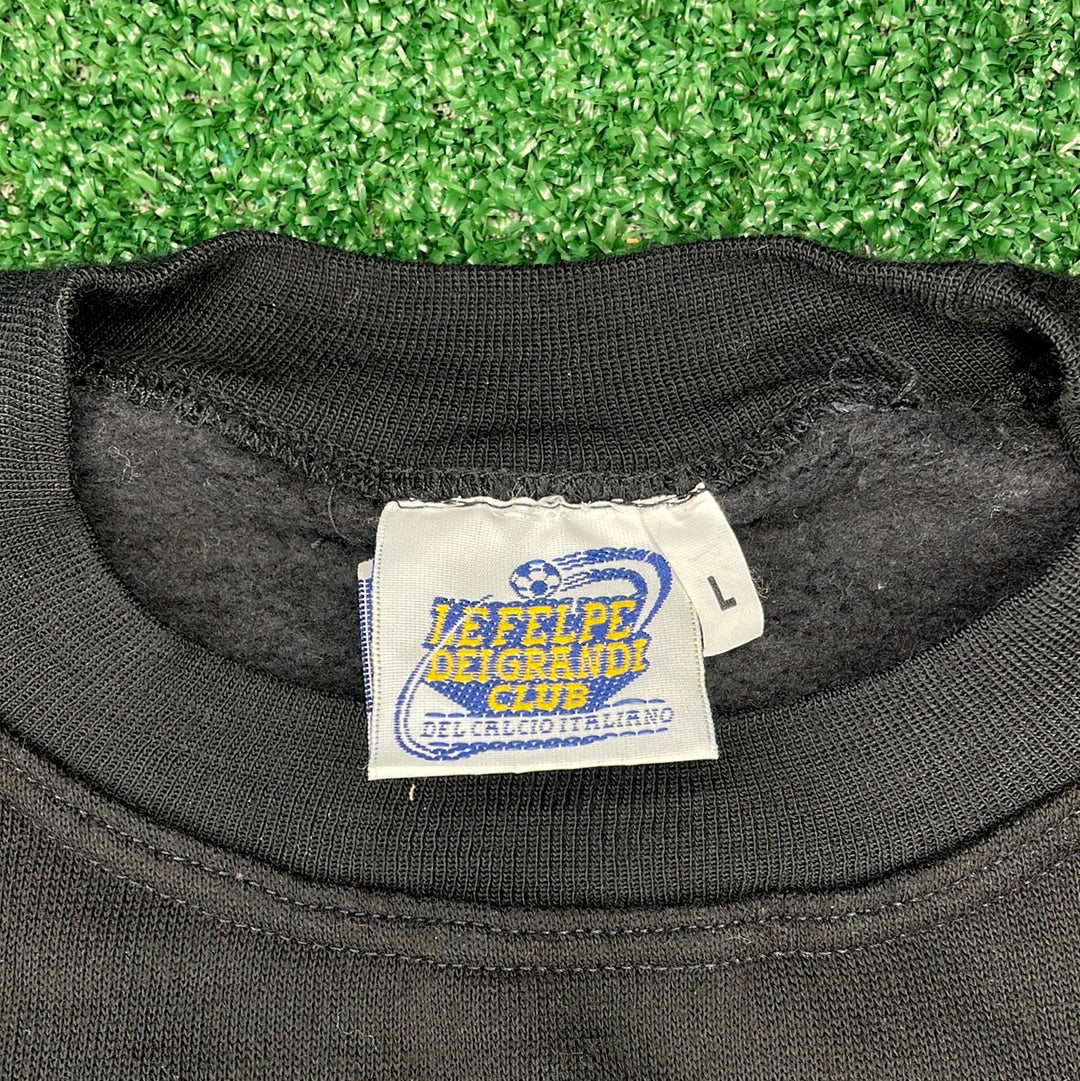 LE FELPE
DEI GRANDI
CLUB
DEL CALCIO ITALIANO
L